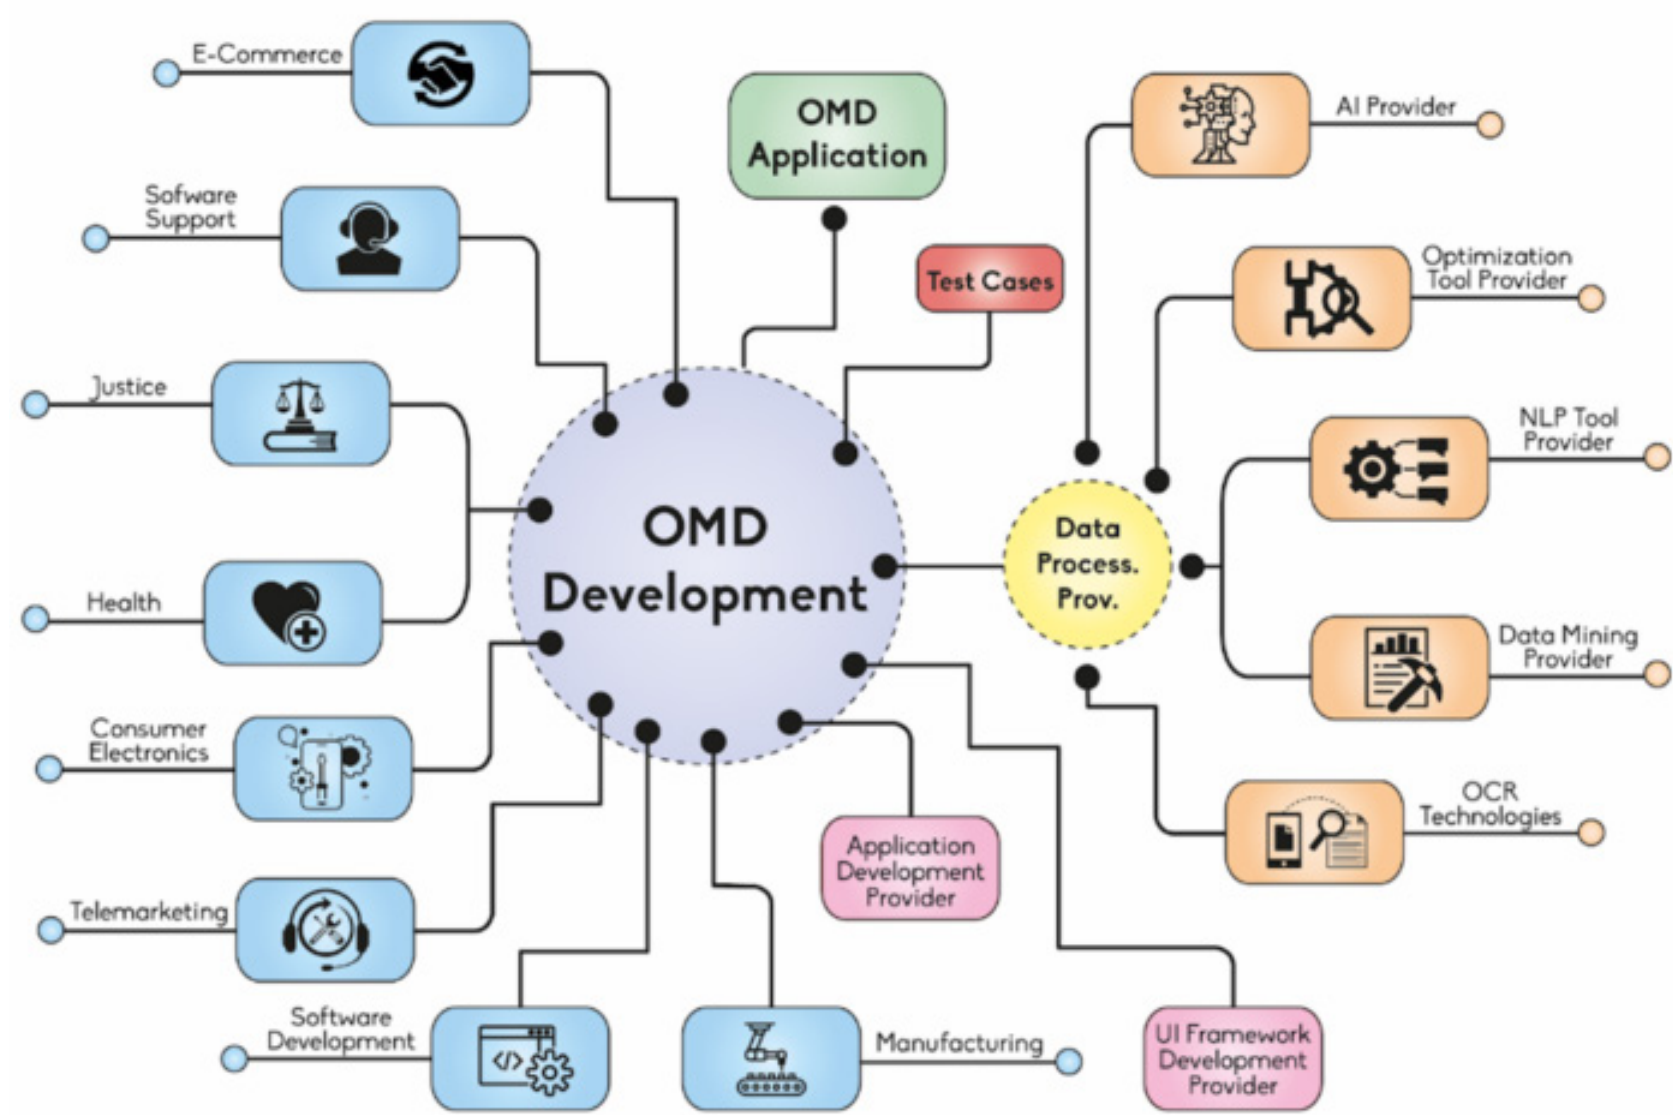 E-Commerce
OMD
Application
AI Provider
Sofware
Support
Test Cases
Optimization
Tool Provider
Justice
NLP Tool
Provider
OMD
Development
Data
Process.
Prov.
Health
Data Mining
Provider
Consumer
Electronics
OCR
Technologies
Application
Development
Provider
Telemarketing
Software
Development
</>
Manufacturing
UI Framework
Development
Provider